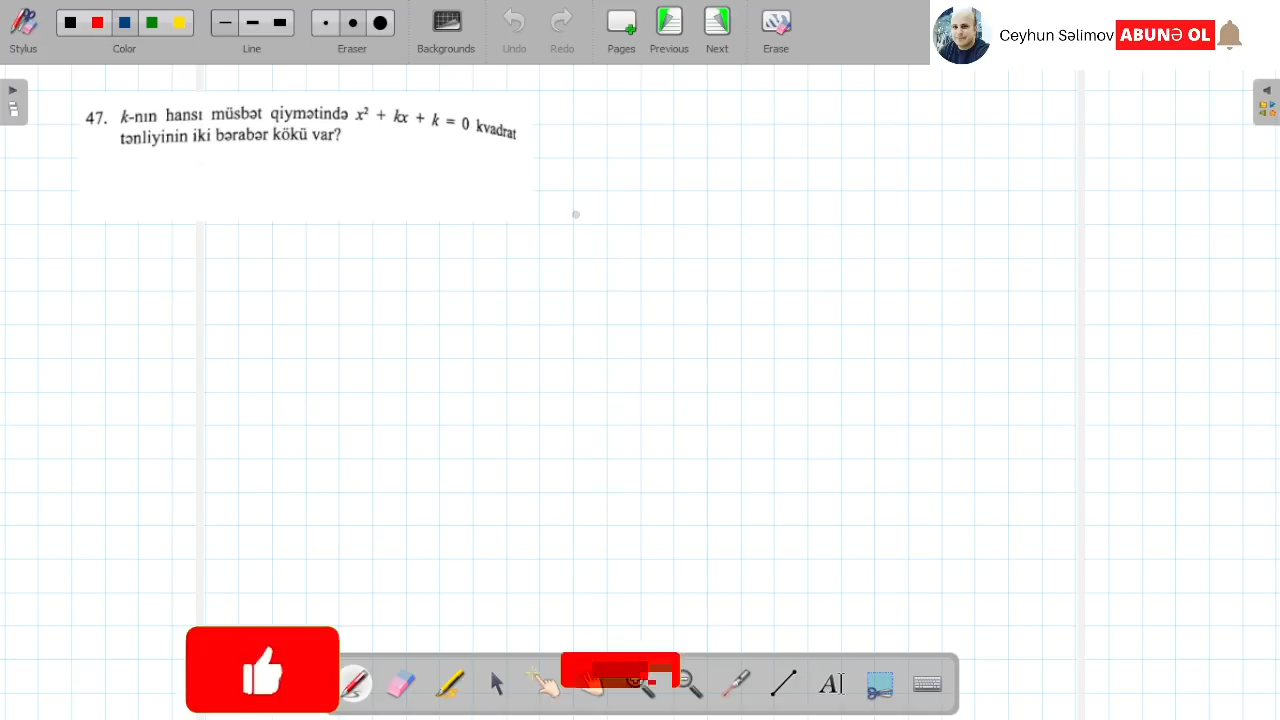 Stylus
Color
Line
Eraser
Backgrounds
Undo
Redo
Pages
Previous
Next
Erase
Ceyhun Səlimov
ABUNƏ OL
47. k-nın hansı müsbət qiymətində x² + kx + k = 0 kvadrat
tənliyinin iki bərabər kökü var?